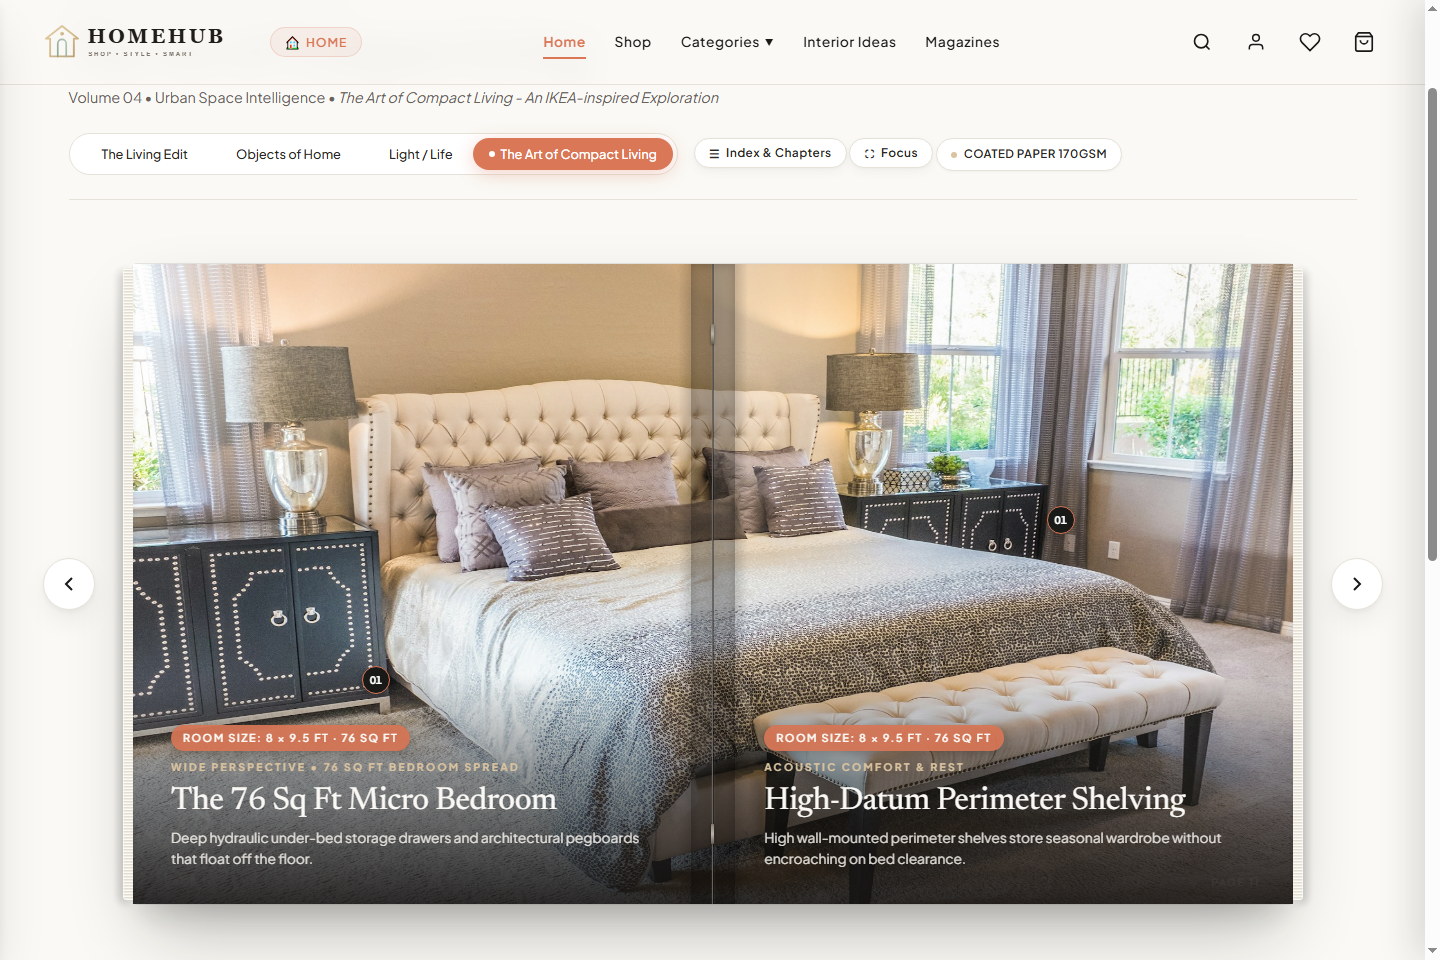 HOMEHUB
SHOP • STYLE • SMART
HOME
Home
Shop
Categories ▼
Interior Ideas
Magazines
Volume 04 • Urban Space Intelligence • The Art of Compact Living - An IKEA-inspired Exploration
The Living Edit
Objects of Home
Light / Life
The Art of Compact Living
Index & Chapters
Focus
COATED PAPER 170GSM
01
01
ROOM SIZE: 8 × 9.5 FT · 76 SQ FT
WIDE PERSPECTIVE • 76 SQ FT BEDROOM SPREAD
The 76 Sq Ft Micro Bedroom
Deep hydraulic under-bed storage drawers and architectural pegboards
that float off the floor.
ROOM SIZE: 8 × 9.5 FT · 76 SQ FT
ACOUSTIC COMFORT & REST
High-Datum Perimeter Shelving
High wall-mounted perimeter shelves store seasonal wardrobe without
encroaching on bed clearance.
PAGE